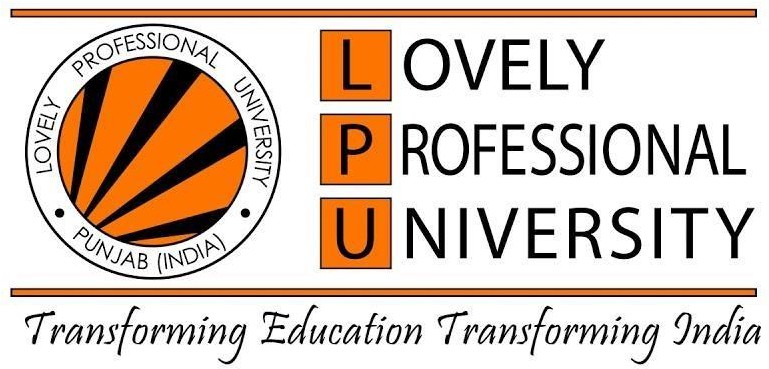 LOVELY PROFESSIONAL UNIVERSITY
• PUNJAB (INDIA) •
LOVELY
PROFESSIONAL
UNIVERSITY
Transforming Education Transforming India